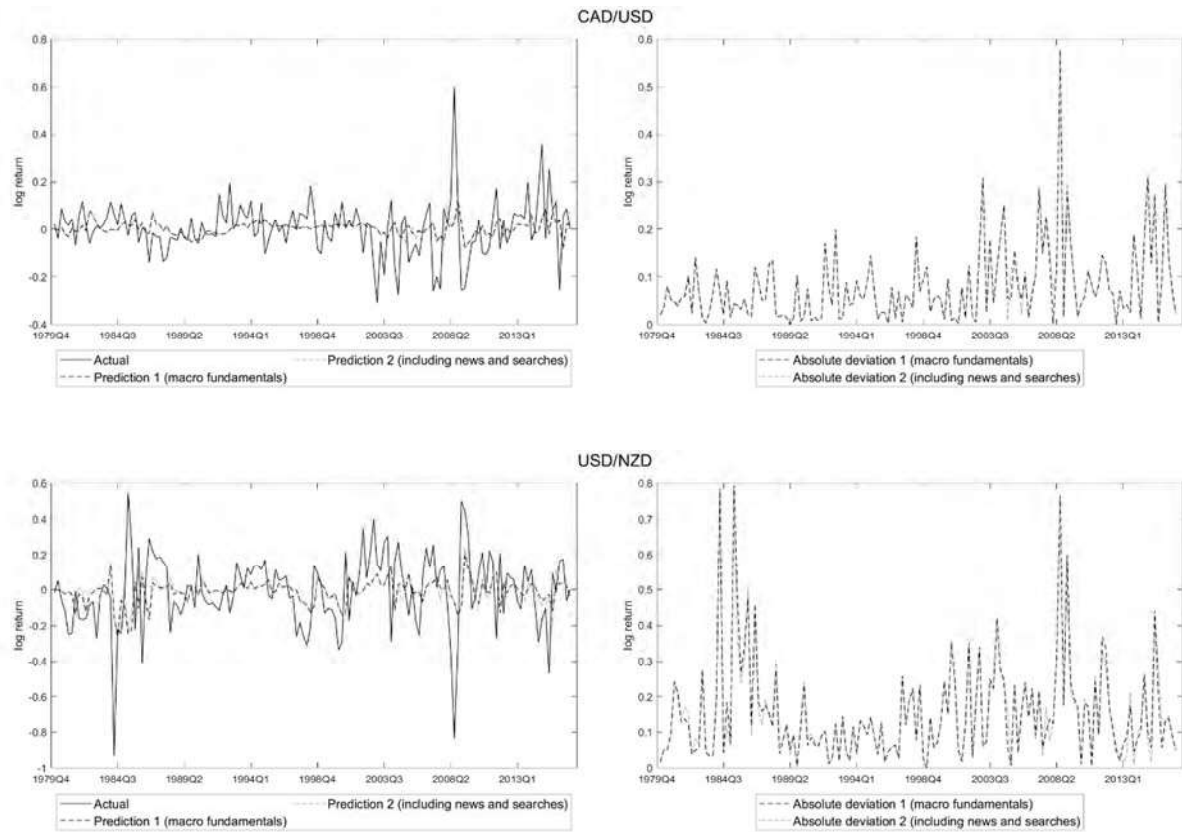 CAD/USD
0.8
0.6
0.4
0.2
0
-0.2
-0.4
log return
1979Q4 1984Q3 1989Q2 1994Q1 1998Q4 2003Q3 2008Q2 2013Q1
Actual
Prediction 1 (macro fundamentals)
Prediction 2 (including news and searches)
0.6
0.5
0.4
0.3
0.2
0.1
0
log return
1979Q4 1984Q3 1989Q2 1994Q1 1998Q4 2003Q3 2008Q2 2013Q1
Absolute deviation 1 (macro fundamentals)
Absolute deviation 2 (including news and searches)
USD/NZD
0.6
0.4
0.2
0
-0.2
-0.4
-0.6
-0.8
-1
log return
1979Q4 1984Q3 1989Q2 1994Q1 1998Q4 2003Q3 2008Q2 2013Q1
Actual
Prediction 1 (macro fundamentals)
Prediction 2 (including news and searches)
0.8
0.7
0.6
0.5
0.4
0.3
0.2
0.1
0
log return
1979Q4 1984Q3 1989Q2 1994Q1 1998Q4 2003Q3 2008Q2 2013Q1
Absolute deviation 1 (macro fundamentals)
Absolute deviation 2 (including news and searches)